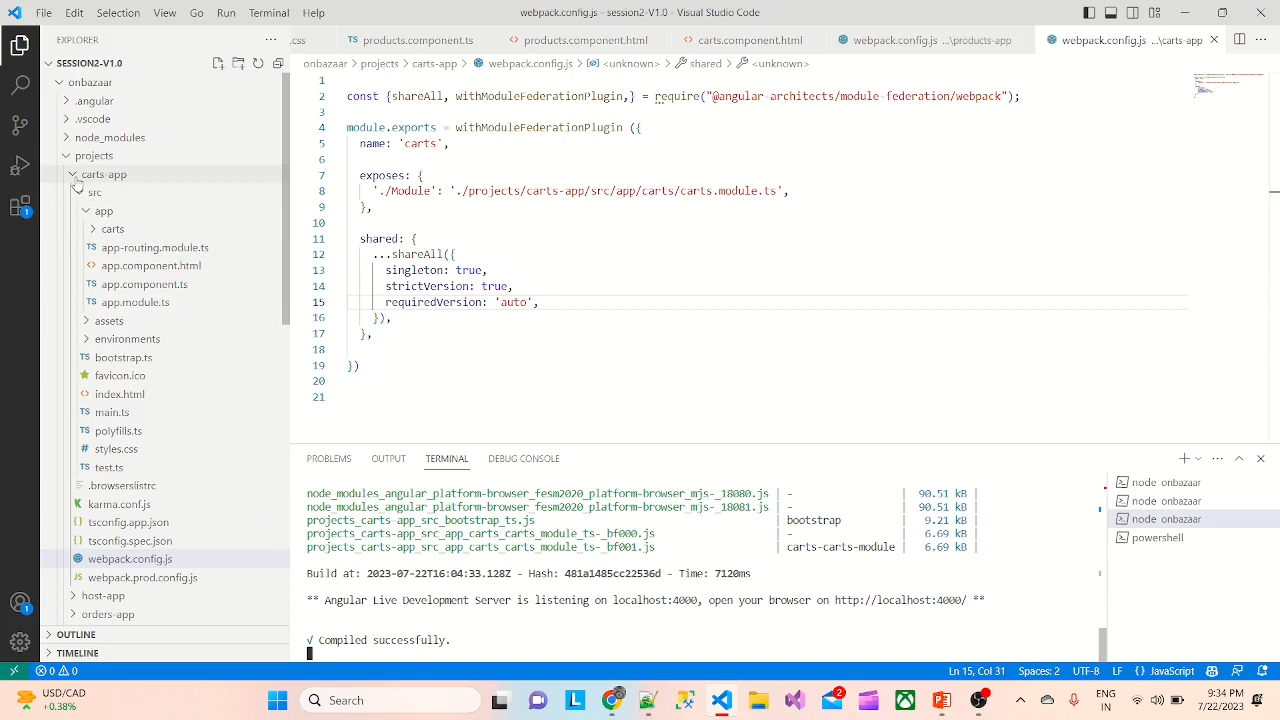 File Edit Selection View Go Run Terminal Help
webpack.config.js - session2-V1.0 - Visual Studio Code
EXPLORER
SESSION2-V1.0
onbazaar
.angular
.vscode
node_modules
projects
carts-app
src
app
carts
app-routing.module.ts
app.component.html
app.component.ts
app.module.ts
assets
environments
bootstrap.ts
favicon.ico
index.html
main.ts
polyfills.ts
styles.css
test.ts
.browserslistrc
karma.conf.js
tsconfig.app.json
tsconfig.spec.json
webpack.config.js
webpack.prod.config.js
host-app
orders-app
OUTLINE
TIMELINE
.css products.component.ts products.component.html carts.component.html webpack.config.js ...\products-app webpack.config.js ...\carts-app
onbazaar > projects > carts-app > webpack.config.js > <unknown> > shared > <unknown>
1
2 const {shareAll, withModuleFederationPlugin,} = require("@angular-architects/module-federation/webpack");
3
4 module.exports = withModuleFederationPlugin ({
5 name: 'carts',
6
7 exposes: {
8 './Module': './projects/carts-app/src/app/carts/carts.module.ts',
9 },
10
11 shared: {
12 ...shareAll({
13 singleton: true,
14 strictVersion: true,
15 requiredVersion: 'auto',
16 }),
17 },
18
19 })
20
21
PROBLEMS OUTPUT TERMINAL DEBUG CONSOLE
node_modules_angular_platform-browser_fesm2020_platform-browser_mjs-_18080.js | - | 90.51 kB |
node_modules_angular_platform-browser_fesm2020_platform-browser_mjs-_18081.js | - | 90.51 kB |
projects_carts-app_src_bootstrap_ts.js | bootstrap | 9.21 kB |
projects_carts-app_src_app_carts_carts_module_ts-_bf000.js | - | 6.69 kB |
projects_carts-app_src_app_carts_carts_module_ts-_bf001.js | carts-carts-module | 6.69 kB |
Build at: 2023-07-22T16:04:33.128Z - Hash: 481a1485cc22536d - Time: 7120ms
** Angular Live Development Server is listening on localhost:4000, open your browser on http://localhost:4000/ **
√ Compiled successfully.
node onbazaar
node onbazaar
node onbazaar
powershell
0 0 Ln 15, Col 31 Spaces: 2 UTF-8 LF {} JavaScript
USD/CAD
+0.38%
Search
2
ENG
IN
9:34 PM
7/22/2023